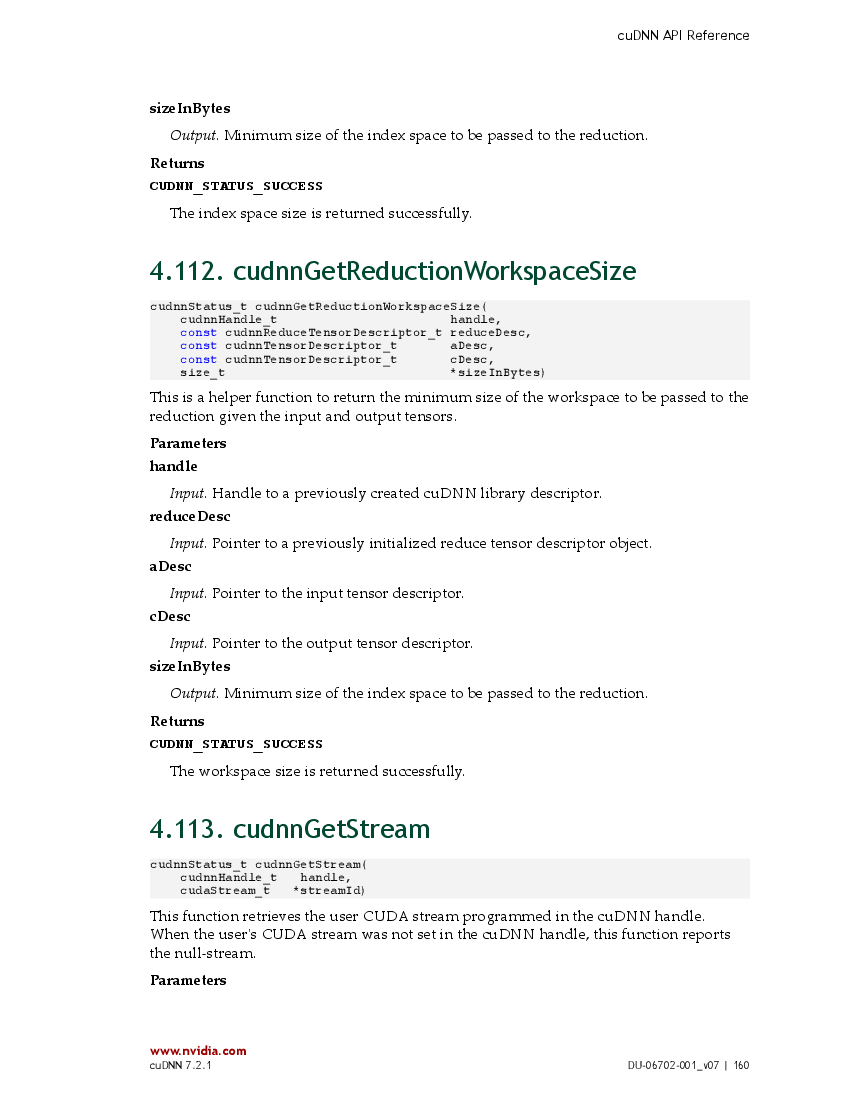 cuDNN API Reference
sizeInBytes
Output. Minimum size of the index space to be passed to the reduction.
Returns
CUDNN_STATUS_SUCCESS
The index space size is returned successfully.
4.112. cudnnGetReductionWorkspaceSize
cudnnStatus_t cudnnGetReductionWorkspaceSize(
    cudnnHandle_t                       handle,
    const cudnnReduceTensorDescriptor_t reduceDesc,
    const cudnnTensorDescriptor_t       aDesc,
    const cudnnTensorDescriptor_t       cDesc,
    size_t                              *sizeInBytes)
This is a helper function to return the minimum size of the workspace to be passed to the
reduction given the input and output tensors.
Parameters
handle
Input. Handle to a previously created cuDNN library descriptor.
reduceDesc
Input. Pointer to a previously initialized reduce tensor descriptor object.
aDesc
Input. Pointer to the input tensor descriptor.
cDesc
Input. Pointer to the output tensor descriptor.
sizeInBytes
Output. Minimum size of the index space to be passed to the reduction.
Returns
CUDNN_STATUS_SUCCESS
The workspace size is returned successfully.
4.113. cudnnGetStream
cudnnStatus_t cudnnGetStream(
    cudnnHandle_t   handle,
    cudaStream_t   *streamId)
This function retrieves the user CUDA stream programmed in the cuDNN handle.
When the user's CUDA stream was not set in the cuDNN handle, this function reports
the null-stream.
Parameters
www.nvidia.com
cuDNN 7.2.1
DU-06702-001_v07 | 160